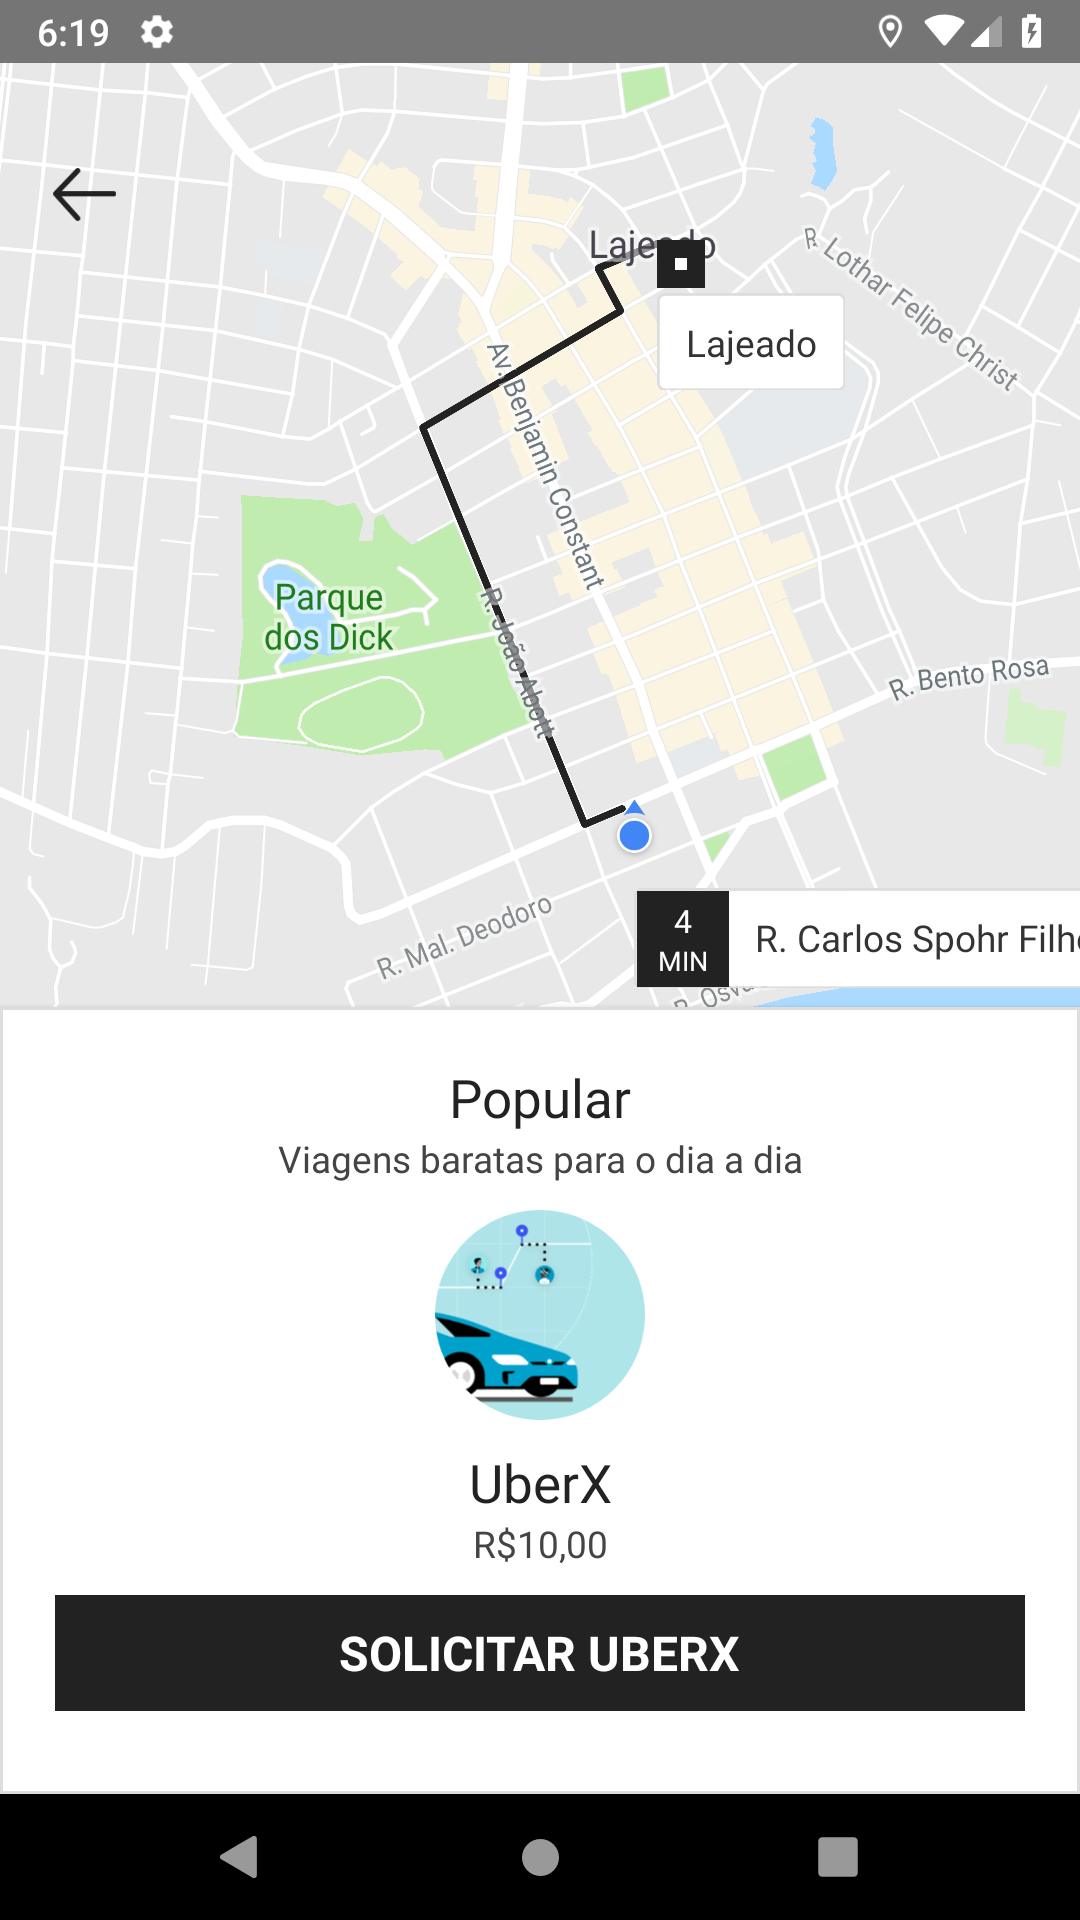 6:19
Lajeado
R. Lothar Felipe Christ
Lajeado
Av. Benjamin Constant
Parque
dos Dick
R. João Abott
R. Bento Rosa
R. Mal. Deodoro
4
MIN
R. Carlos Spohr Filh
R. Osva
Popular
Viagens baratas para o dia a dia
UberX
R$10,00
SOLICITAR UBERX